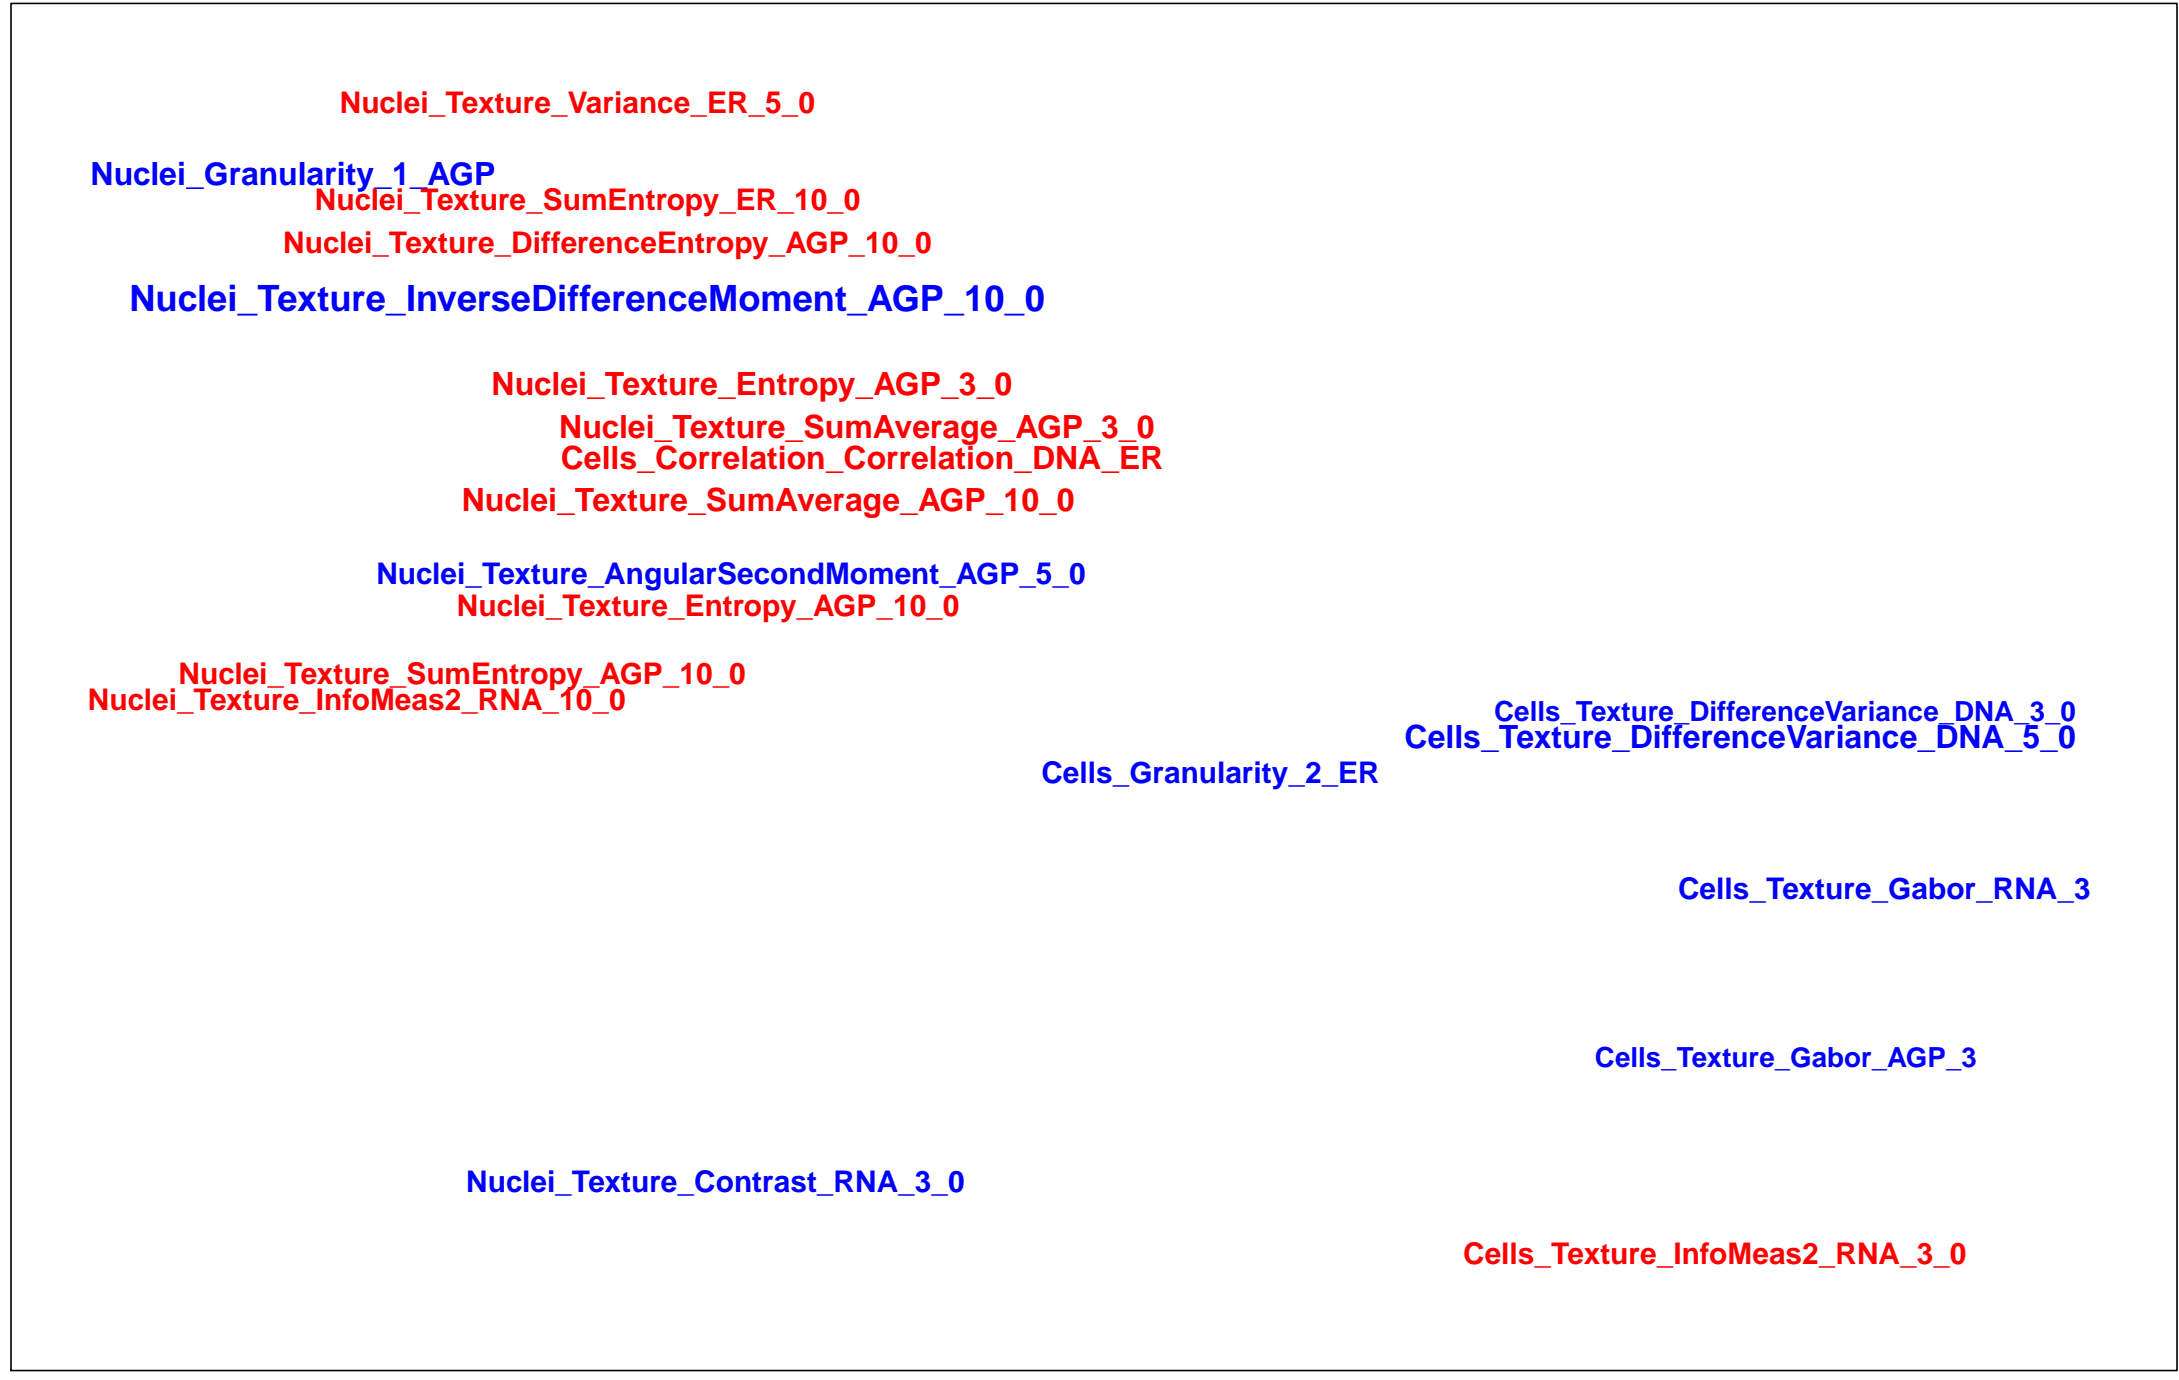 Nuclei_Texture_Variance_ER_5_0
Nuclei_Granularity_1_AGP
Nuclei_Texture_SumEntropy_ER_10_0
Nuclei_Texture_DifferenceEntropy_AGP_10_0
Nuclei_Texture_InverseDifferenceMoment_AGP_10_0
Nuclei_Texture_Entropy_AGP_3_0
Nuclei_Texture_SumAverage_AGP_3_0
Cells_Correlation_Correlation_DNA_ER
Nuclei_Texture_SumAverage_AGP_10_0
Nuclei_Texture_AngularSecondMoment_AGP_5_0
Nuclei_Texture_Entropy_AGP_10_0
Nuclei_Texture_SumEntropy_AGP_10_0
Nuclei_Texture_InfoMeas2_RNA_10_0
Cells_Texture_DifferenceVariance_DNA_3_0
Cells_Texture_DifferenceVariance_DNA_5_0
Cells_Granularity_2_ER
Cells_Texture_Gabor_RNA_3
Cells_Texture_Gabor_AGP_3
Nuclei_Texture_Contrast_RNA_3_0
Cells_Texture_InfoMeas2_RNA_3_0